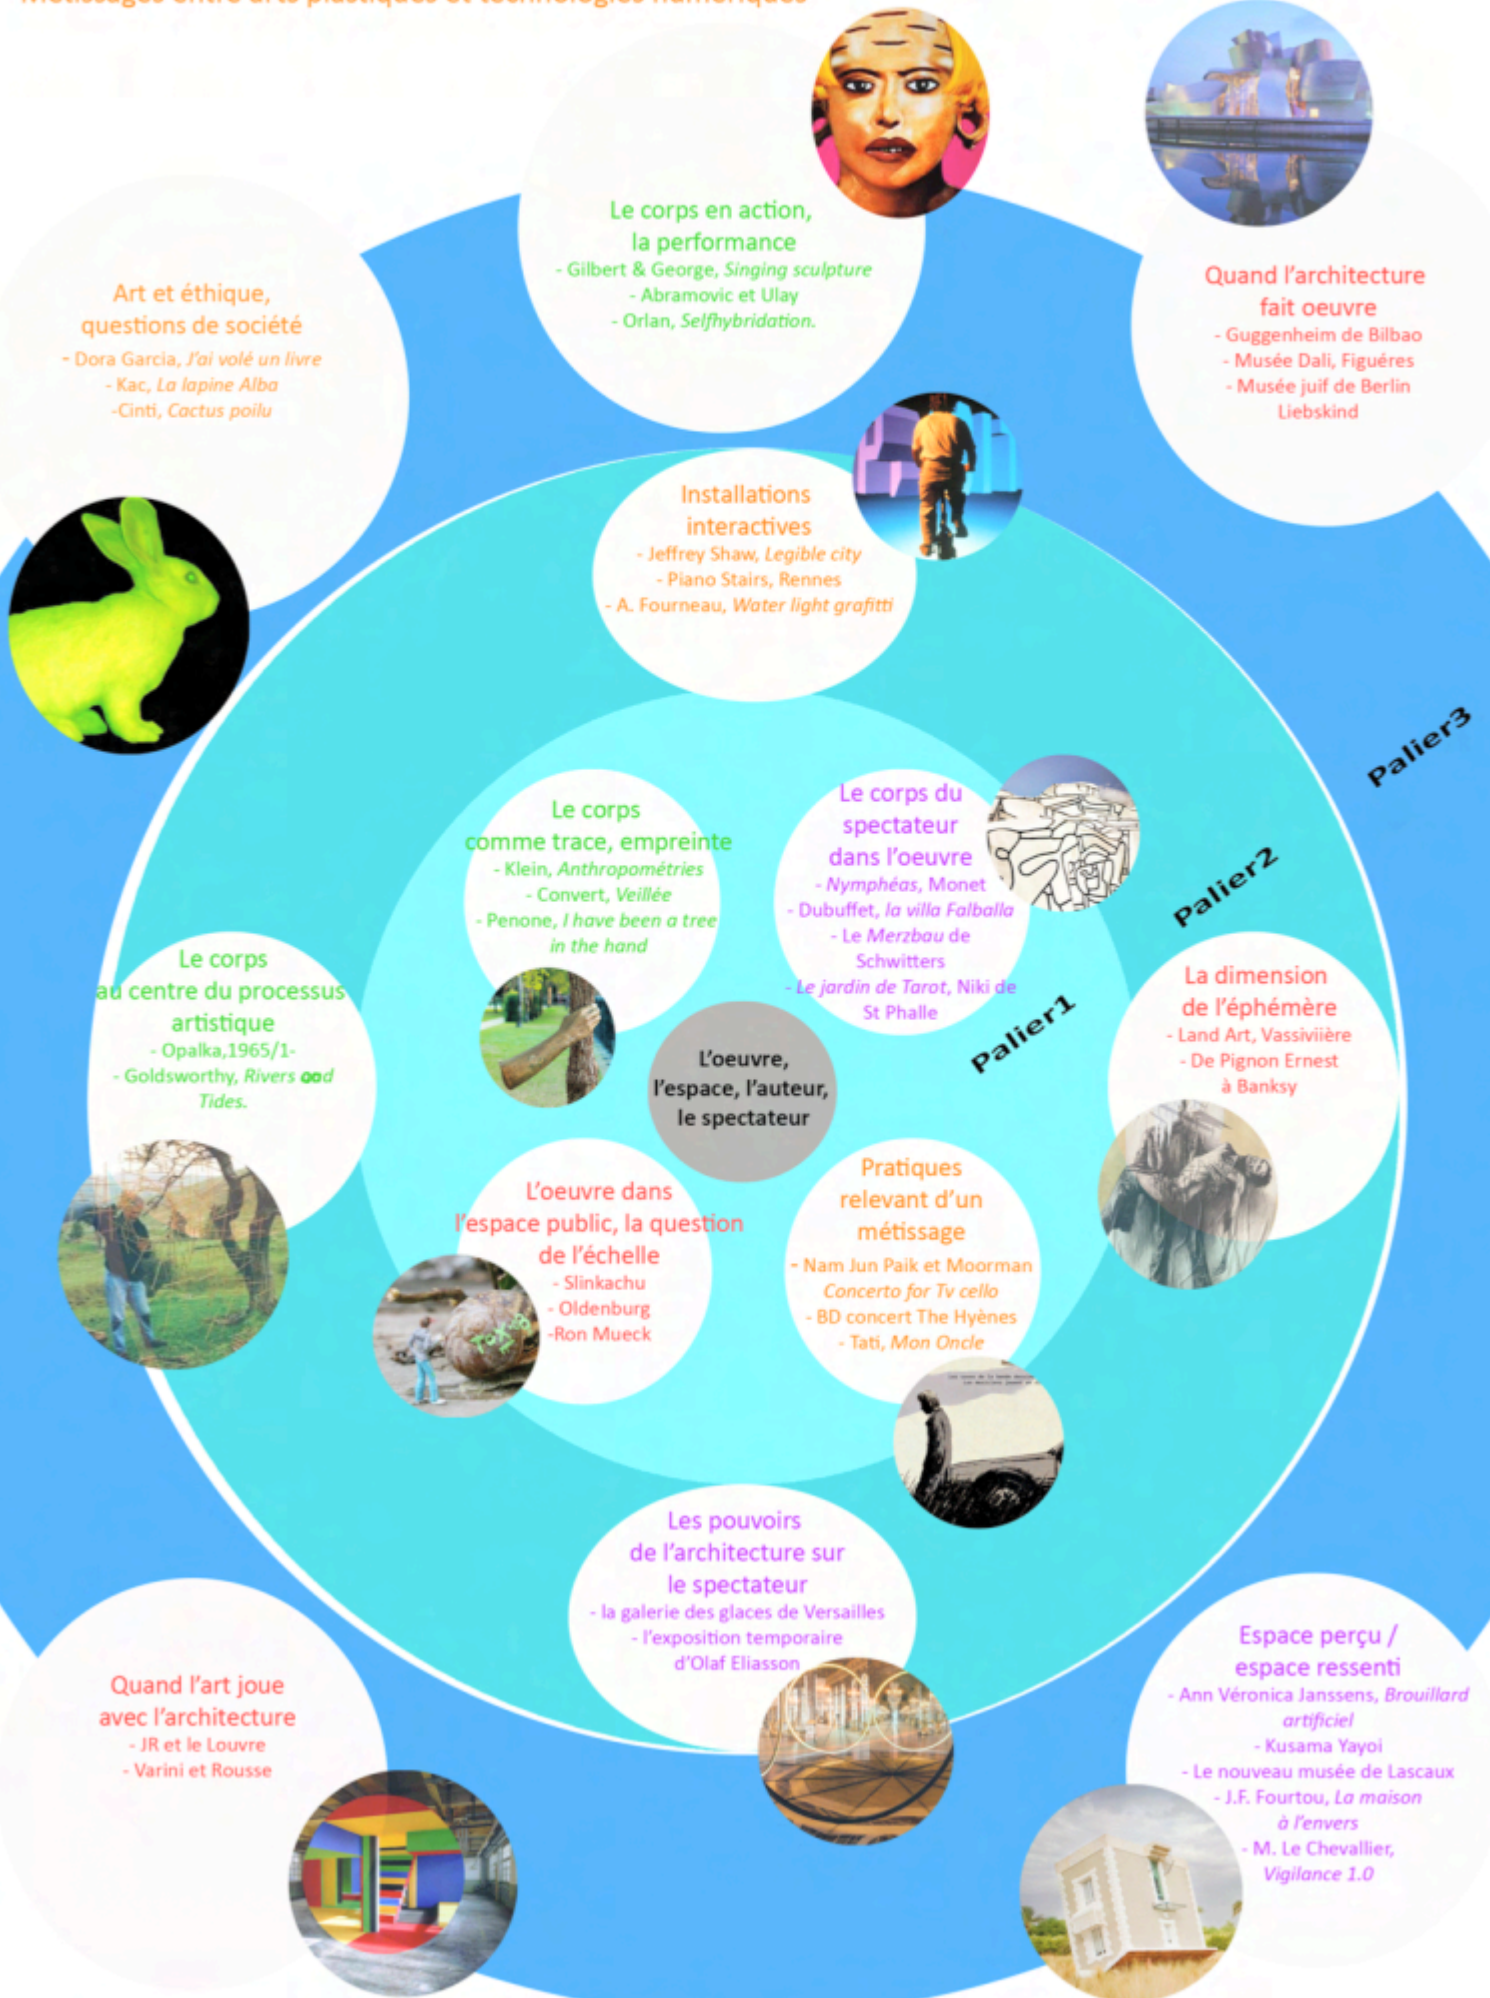 Métissages entre arts plastiques et technologies numériques
Le corps en action,
la performance
- Gilbert & George, Singing sculpture
- Abramovic et Ulay
- Orlan, Selfhybridation.
Quand l'architecture
fait oeuvre
- Guggenheim de Bilbao
- Musée Dali, Figuéres
- Musée juif de Berlin
Liebskind
Art et éthique,
questions de société
- Dora Garcia, J'ai volé un livre
- Kac, La lapine Alba
-Cinti, Cactus poilu
Installations
interactives
- Jeffrey Shaw, Legible city
- Piano Stairs, Rennes
- A. Fourneau, Water light grafitti
Palier3
Palier2
Palier1
Le corps
comme trace, empreinte
- Klein, Anthropométries
- Convert, Veillée
- Penone, I have been a tree
in the hand
Le corps du
spectateur
dans l'oeuvre
- Nymphéas, Monet
- Dubuffet, la villa Falballa
- Le Merzbau de
Schwitters
- Le jardin de Tarot, Niki de
St Phalle
Le corps
au centre du processus
artistique
- Opalka,1965/1-
- Goldsworthy, Rivers and
Tides.
L'oeuvre,
l'espace, l'auteur,
le spectateur
La dimension
de l'éphémère
- Land Art, Vassiviière
- De Pignon Ernest
à Banksy
L'oeuvre dans
l'espace public, la question
de l'échelle
- Slinkachu
- Oldenburg
-Ron Mueck
Pratiques
relevant d'un
métissage
- Nam Jun Paik et Moorman
Concerto for Tv cello
- BD concert The Hyènes
- Tati, Mon Oncle
Les pouvoirs
de l'architecture sur
le spectateur
- la galerie des glaces de Versailles
- l'exposition temporaire
d'Olaf Eliasson
Quand l'art joue
avec l'architecture
- JR et le Louvre
- Varini et Rousse
Espace perçu /
espace ressenti
- Ann Véronica Janssens, Brouillard
artificiel
- Kusama Yayoi
- Le nouveau musée de Lascaux
- J.F. Fourtou, La maison
à l'envers
- M. Le Chevallier,
Vigilance 1.0